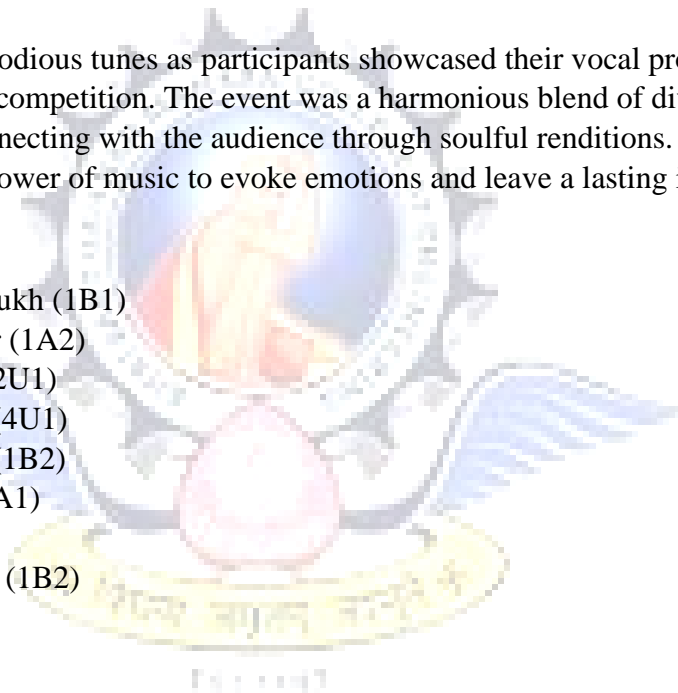 odious tunes as participants showcased their vocal pr
competition. The event was a harmonious blend of di
necting with the audience through soulful renditions.
ower of music to evoke emotions and leave a lasting
ukh (1B1)
(1A2)
2U1)
4U1)
(1B2)
A1)
(1B2)